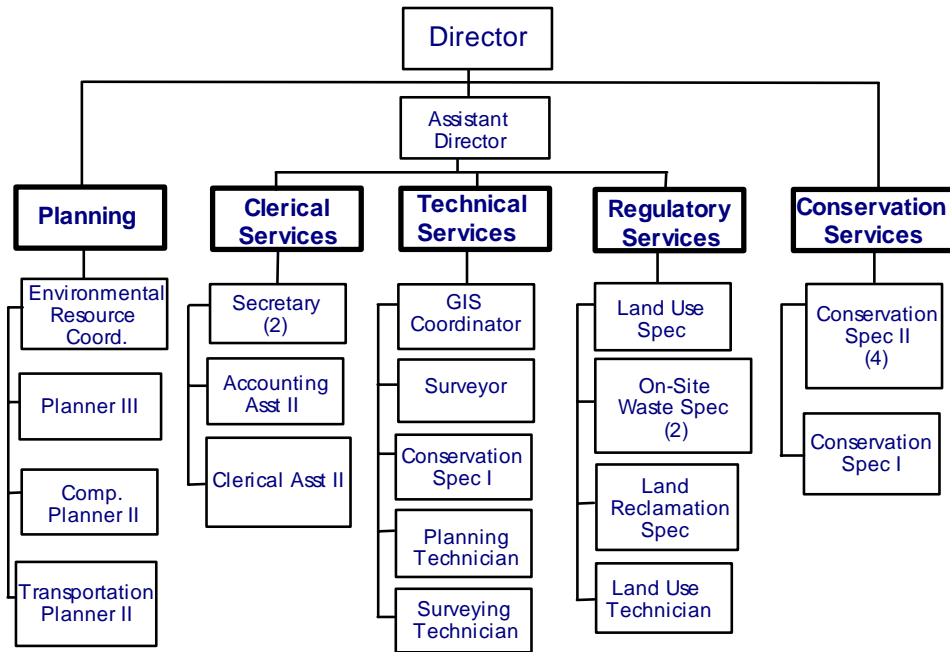 Director
Assistant
Director
Planning
Environmental
Resource
Coord.
Planner III
Comp.
Planner II
Transportation
Planner II
Clerical
Services
Secretary
(2)
Accounting
Asst II
Clerical Asst II
Technical
Services
GIS
Coordinator
Surveyor
Conservation
Spec I
Planning
Technician
Surveying
Technician
Regulatory
Services
Land Use
Spec
On-Site
Waste Spec
(2)
Land
Reclamation
Spec
Land Use
Technician
Conservation
Services
Conservation
Spec II
(4)
Conservation
Spec I